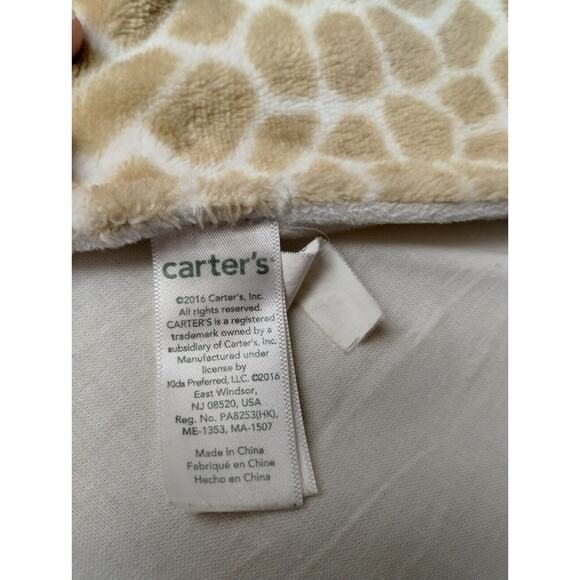 carter's
©2016 Carter's, Inc.
All rights reserved.
CARTER'S is a registered
trademark owned by a
subsidiary of Carter's, Inc.
Manufactured under
license by
Kids Preferred, LLC. ©2016
East Windsor,
NJ 08520, USA
Reg. No. PA8253(HK),
ME-1353, MA-1507
Made in China
Fabriqué en Chine
Hecho en China